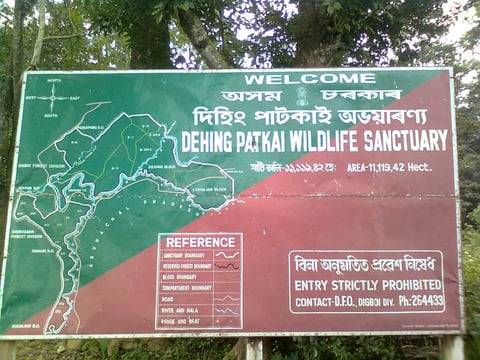 WELCOME
অসম চৰকাৰ
দিহিং পাটকাই অভয়াৰণ্য
DEHING PATKAI WILDLIFE SANCTUARY
মাটি কালি-১১,১১৯,৪২ হেঃ AREA-11,119,42 Hect.
NORTH
WEST EAST
SOUTH
DIGBOI FOREST DIVISION
DEHING BLOCK
DIBRUGARH FOREST DIVISION
ARUNACHAL PRADESH
REFERENCE
SANCTUARY BOUNDARY
RESERVED FOREST BOUNDARY
BLOCK BOUNDARY
COMPARTMENT BOUNDARY
ROAD
RIVER AND NALA
RANGE AND BEAT
বিনা অনুমতিত প্ৰৱেশ নিষেধ
ENTRY STRICTLY PROHIBITED
CONTACT-D.F.O, DIGBOI DIV. Ph:264433